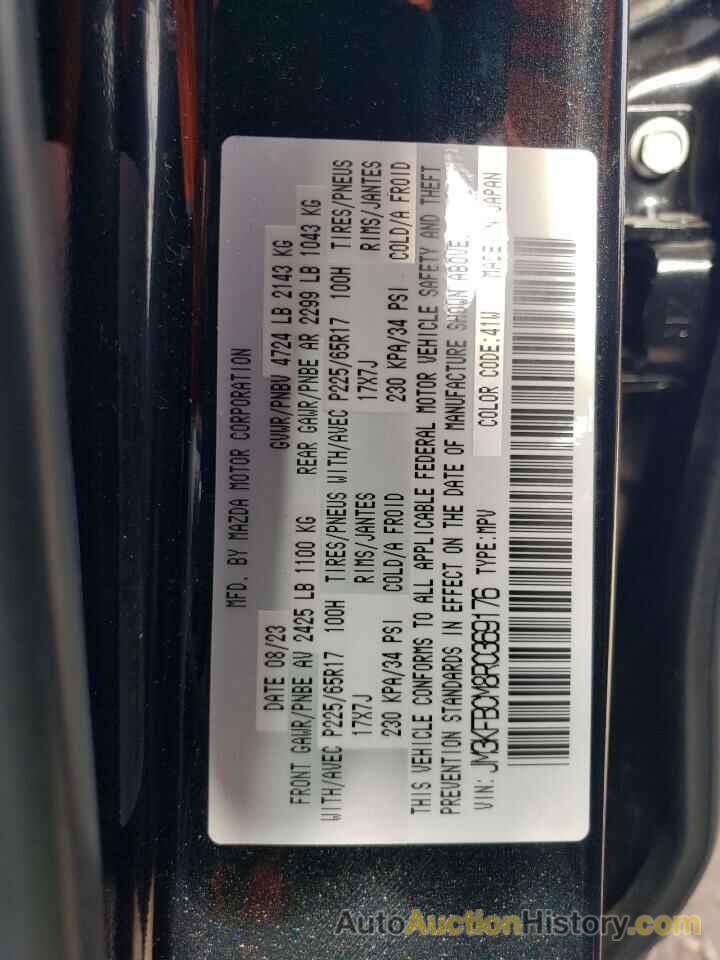 MFD. BY MAZDA MOTOR CORPORATION
DATE 08/23 GVWR/PNBV 4724 LB 2143 KG
FRONT GAWR/PNBE AV 2425 LB 1100 KG REAR GAWR/PNBE AR 2299 LB 1043 KG
WITH/AVEC P225/65R17 100H TIRES/PNEUS WITH/AVEC P225/65R17 100H TIRES/PNEUS
17X7J RIMS/JANTES 17X7J RIMS/JANTES
230 KPA/34 PSI COLD/A FROID 230 KPA/34 PSI COLD/A FROID
THIS VEHICLE CONFORMS TO ALL APPLICABLE FEDERAL MOTOR VEHICLE SAFETY AND THEFT
PREVENTION STANDARDS IN EFFECT ON THE DATE OF MANUFACTURE SHOWN ABOVE.
VIN: JM3KFBCM8R0369176 TYPE: MPV COLOR CODE: 41W MADE IN JAPAN
AutoAuctionHistory.com